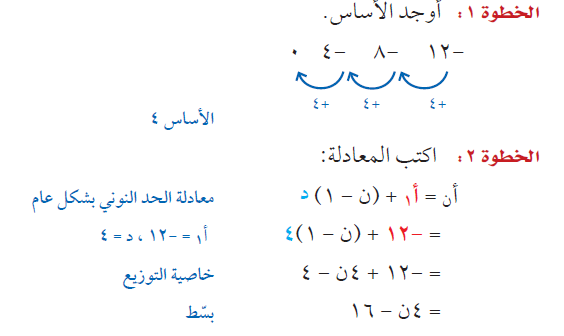 الخطوة ١: أوجد الأساس.
–١٢ –٨ –٤ ٠
+٤ +٤ +٤
الأساس ٤
الخطوة ٢: اكتب المعادلة:
أن = أ١ + (ن – ١) د معادلة الحد النوني بشكل عام
= –١٢ + (ن – ١)٤ أ١ = –١٢ ، د = ٤
= –١٢ + ٤ن – ٤ خاصية التوزيع
= ٤ن – ١٦ بسّط